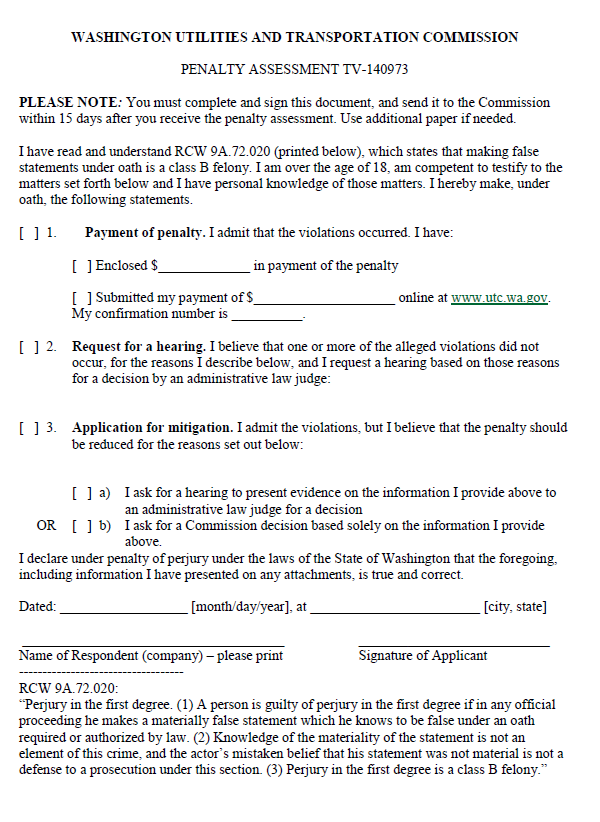 WASHINGTON UTILITIES AND TRANSPORTATION COMMISSION
PENALTY ASSESSMENT TV-140973
PLEASE NOTE: You must complete and sign this document, and send it to the Commission
within 15 days after you receive the penalty assessment. Use additional paper if needed.
I have read and understand RCW 9A.72.020 (printed below), which states that making false
statements under oath is a class B felony. I am over the age of 18, am competent to testify to the
matters set forth below and I have personal knowledge of those matters. I hereby make, under
oath, the following statements.
[ ] 1. Payment of penalty. I admit that the violations occurred. I have:
[ ] Enclosed $______________ in payment of the penalty
[ ] Submitted my payment of $______________________ online at www.utc.wa.gov.
My confirmation number is ___________.
[ ] 2. Request for a hearing. I believe that one or more of the alleged violations did not
occur, for the reasons I describe below, and I request a hearing based on those reasons
for a decision by an administrative law judge:
[ ] 3. Application for mitigation. I admit the violations, but I believe that the penalty should
be reduced for the reasons set out below:
[ ] a) I ask for a hearing to present evidence on the information I provide above to
an administrative law judge for a decision
OR [ ] b) I ask for a Commission decision based solely on the information I provide
above.
I declare under penalty of perjury under the laws of the State of Washington that the foregoing,
including information I have presented on any attachments, is true and correct.
Dated: ____________________ [month/day/year], at __________________________ [city, state]
Name of Respondent (company) – please print Signature of Applicant
-----------------------------------
RCW 9A.72.020:
“Perjury in the first degree. (1) A person is guilty of perjury in the first degree if in any official
proceeding he makes a materially false statement which he knows to be false under an oath
required or authorized by law. (2) Knowledge of the materiality of the statement is not an
element of this crime, and the actor’s mistaken belief that his statement was not material is not a
defense to a prosecution under this section. (3) Perjury in the first degree is a class B felony.”